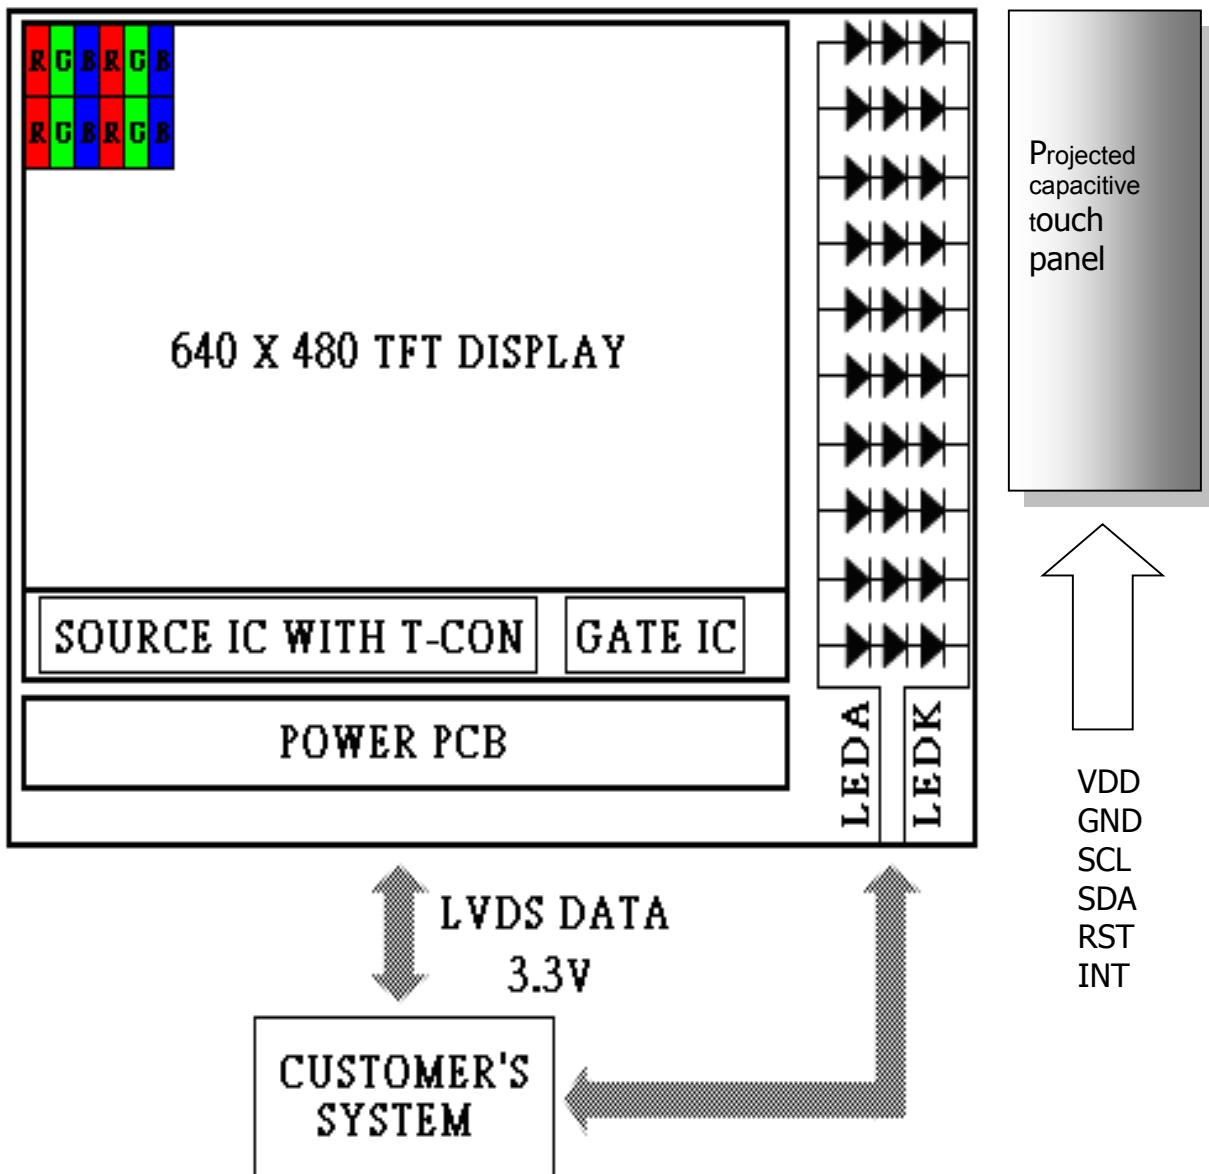 R G B R G B
R G B R G B
640 X 480 TFT DISPLAY
SOURCE IC WITH T-CON
GATE IC
POWER PCB
LEDA
LEDK
Projected
capacitive
touch
panel
VDD
GND
SCL
SDA
RST
INT
LVDS DATA
3.3V
CUSTOMER'S
SYSTEM